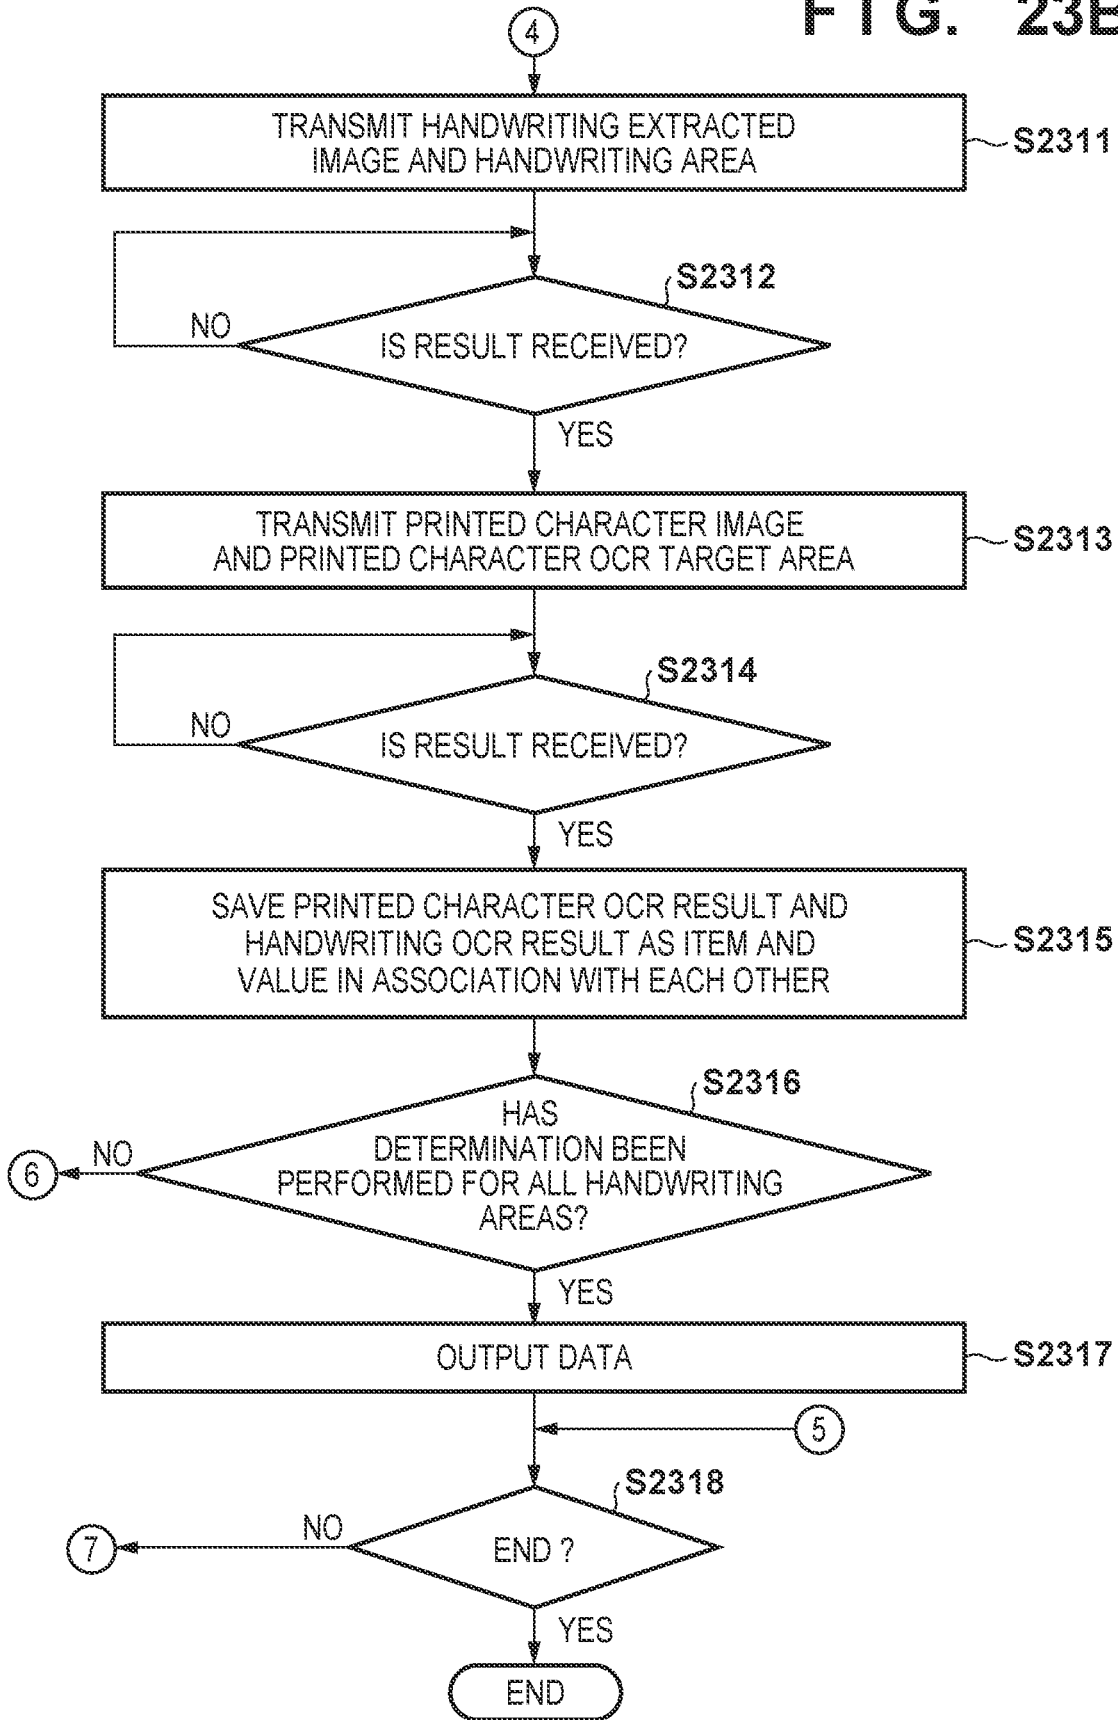 FIG. 23B
4
TRANSMIT HANDWRITING EXTRACTED
IMAGE AND HANDWRITING AREA
S2311
S2312
NO
IS RESULT RECEIVED?
YES
TRANSMIT PRINTED CHARACTER IMAGE
AND PRINTED CHARACTER OCR TARGET AREA
S2313
S2314
NO
IS RESULT RECEIVED?
YES
SAVE PRINTED CHARACTER OCR RESULT AND
HANDWRITING OCR RESULT AS ITEM AND
VALUE IN ASSOCIATION WITH EACH OTHER
S2315
S2316
HAS
DETERMINATION BEEN
PERFORMED FOR ALL HANDWRITING
AREAS?
NO
6
YES
OUTPUT DATA
S2317
5
S2318
NO
7
END ?
YES
END